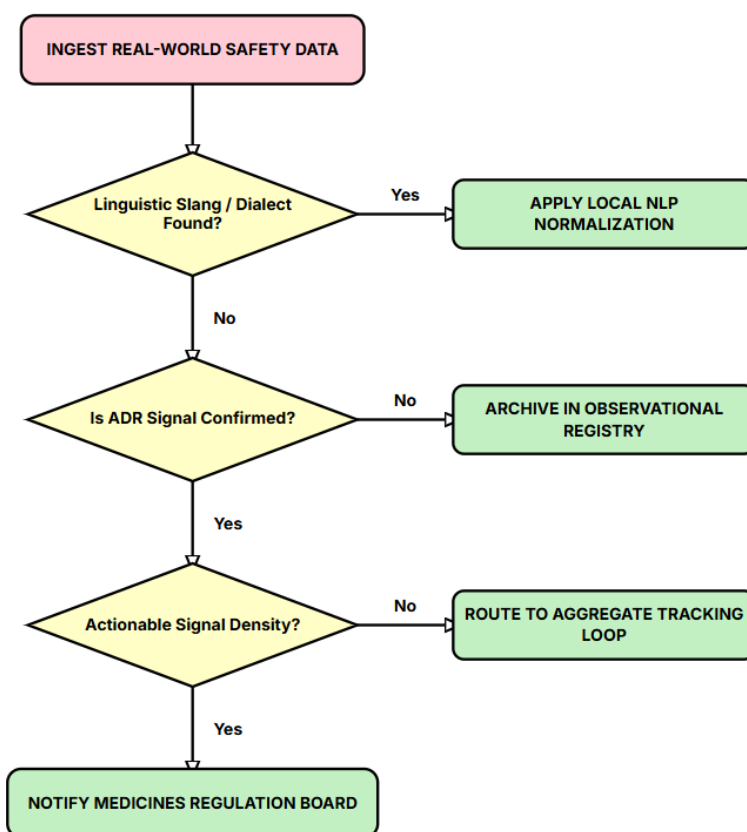 INGEST REAL-WORLD SAFETY DATA
Linguistic Slang / Dialect
Found?
Yes
APPLY LOCAL NLP
NORMALIZATION
No
Is ADR Signal Confirmed?
No
ARCHIVE IN OBSERVATIONAL
REGISTRY
Yes
Actionable Signal Density?
No
ROUTE TO AGGREGATE TRACKING
LOOP
Yes
NOTIFY MEDICINES REGULATION BOARD